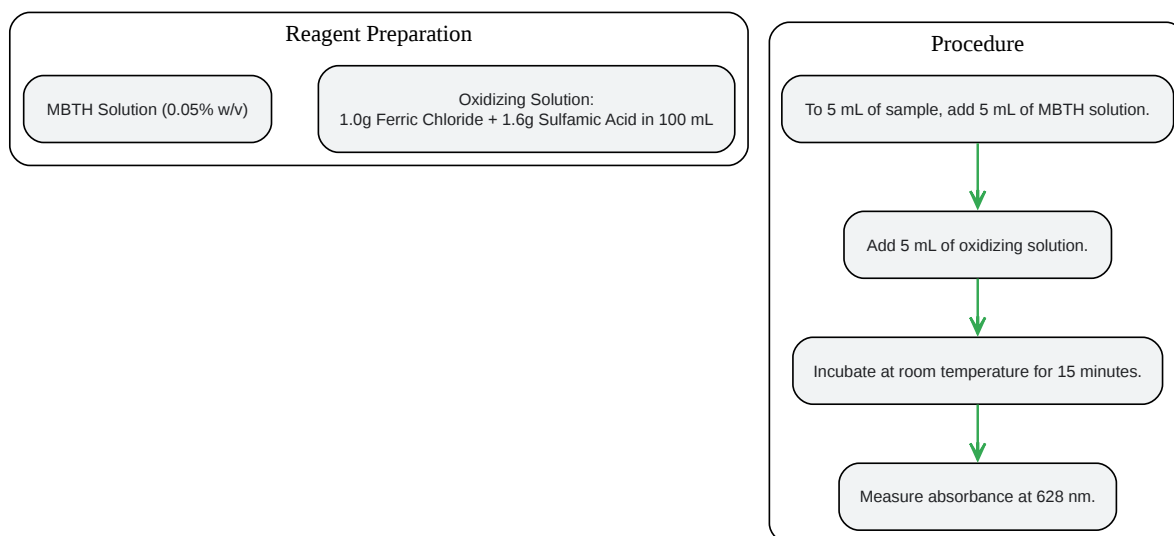 Reagent Preparation
MBTH Solution (0.05% w/v)
Oxidizing Solution:
1.0g Ferric Chloride + 1.6g Sulfamic Acid in 100 mL
Procedure
To 5 mL of sample, add 5 mL of MBTH solution.
Add 5 mL of oxidizing solution.
Incubate at room temperature for 15 minutes.
Measure absorbance at 628 nm.